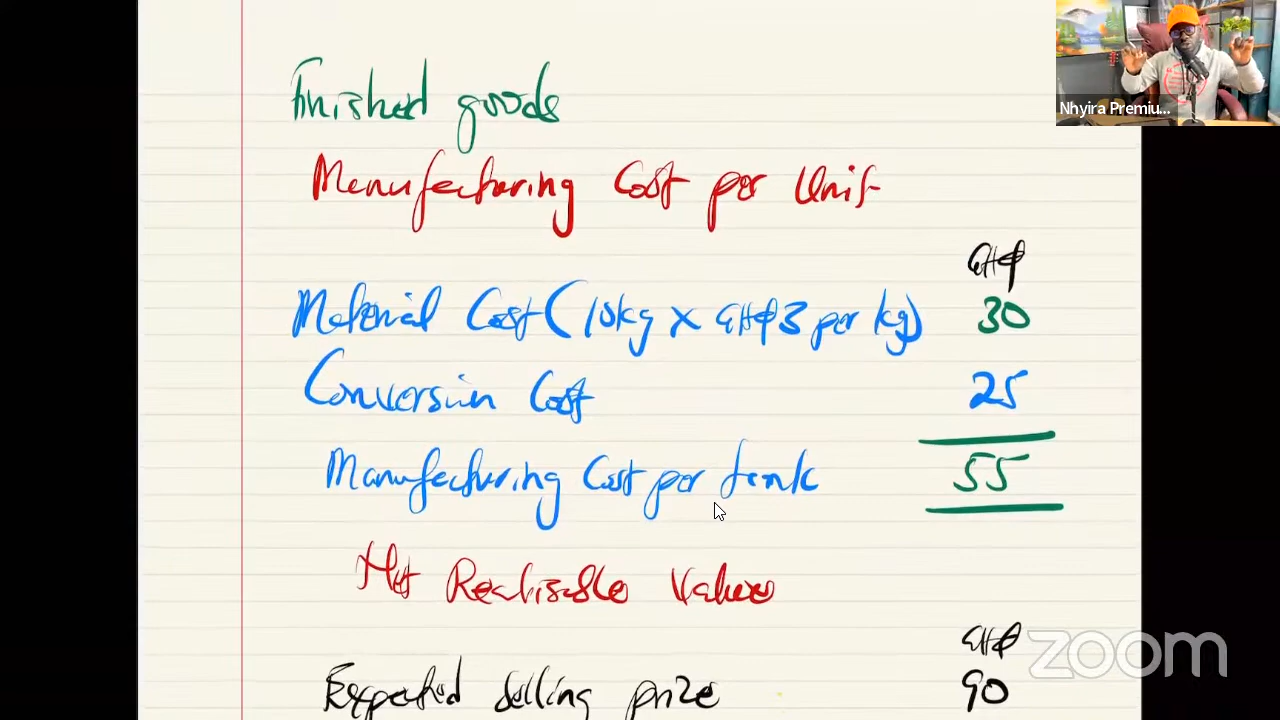 Nhyira Premiu...
Finished goods
Manufacturing Cost per Unit
GH¢
Material Cost (10kg x GH¢3 per kg) 30
Conversion Cost 25
Manufacturing Cost per tank 55
Net Realisable Value
GH¢
zoom
Expected selling price 90